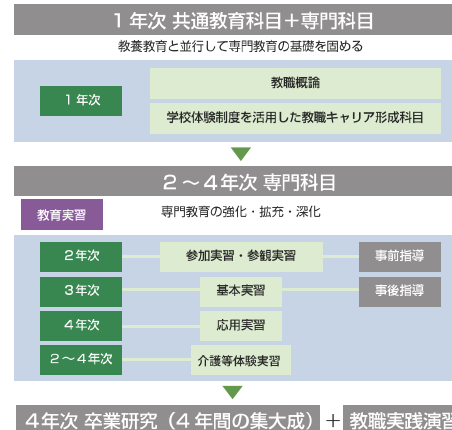 1年次 共通教育科目＋専門科目
教養教育と並行して専門教育の基礎を固める
1年次
教職概論
学校体験制度を活用した教職キャリア形成科目
2～4年次 専門科目
教育実習
専門教育の強化・拡充・深化
2年次 参加実習・参観実習 事前指導
3年次 基本実習 事後指導
4年次 応用実習
2～4年次 介護等体験実習
4年次 卒業研究（4年間の集大成）＋教職実践演習